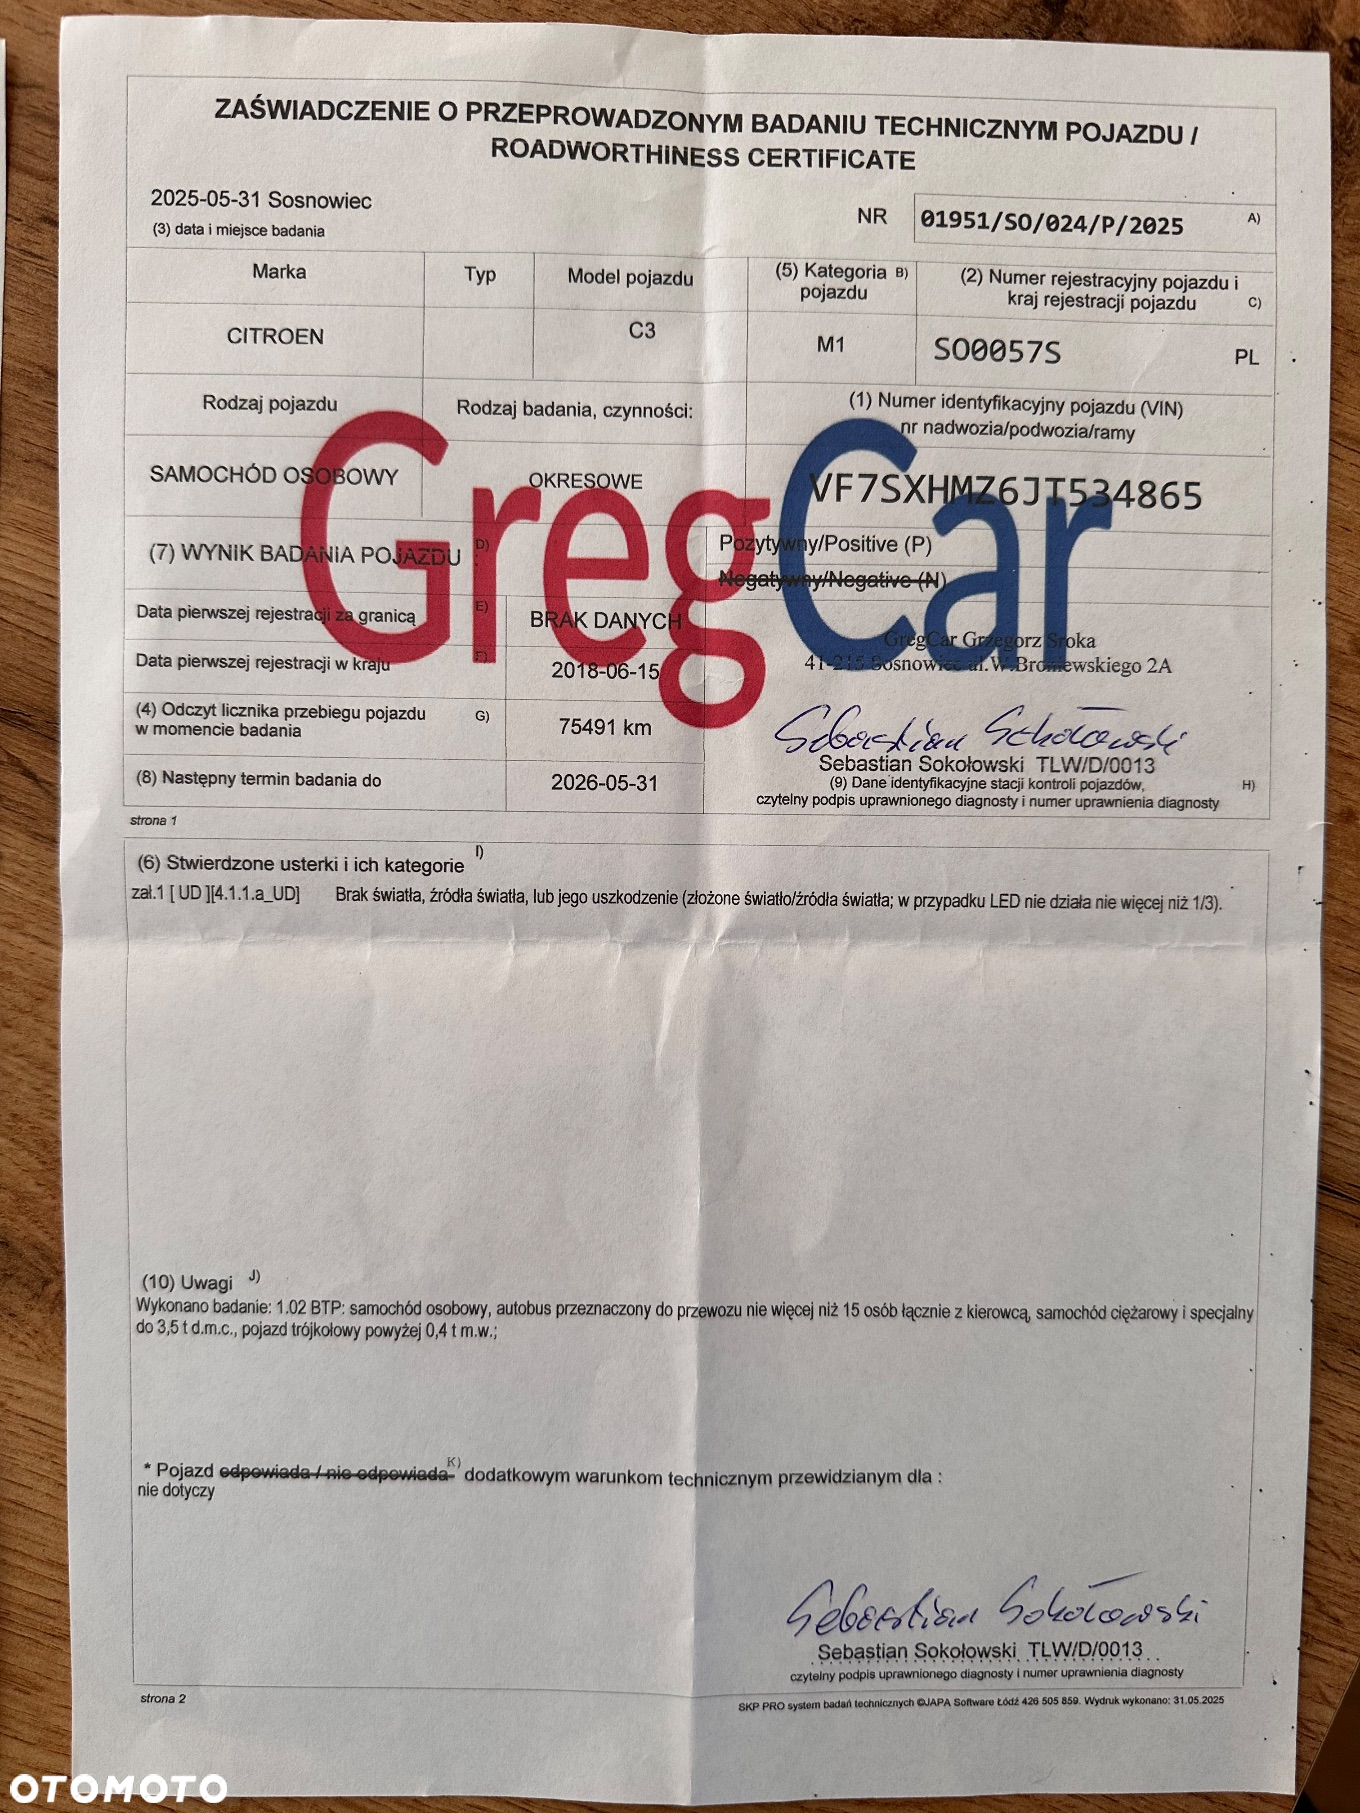 ZAŚWIADCZENIE O PRZEPROWADZONYM BADANIU TECHNICZNYM POJAZDU /
ROADWORTHINESS CERTIFICATE
2025-05-31 Sosnowiec
(3) data i miejsce badania
NR 01951/SO/024/P/2025 A)
Marka Typ Model pojazdu
(5) Kategoria B)
pojazdu
(2) Numer rejestracyjny pojazdu i
kraj rejestracji pojazdu C)
CITROEN C3 M1 SO0057S PL
Rodzaj pojazdu Rodzaj badania, czynności:
(1) Numer identyfikacyjny pojazdu (VIN)
nr nadwozia/podwozia/ramy
SAMOCHÓD OSOBOWY OKRESOWE VF7SXHMZ6JT534865
GregCar
(7) WYNIK BADANIA POJAZDU D)
Pozytywny/Positive (P)
Negatywny/Negative (N)
Data pierwszej rejestracji za granicą E) BRAK DANYCH
Data pierwszej rejestracji w kraju F) 2018-06-15
GregCar Grzegorz Sroka
41-215 Sosnowiec ul.W.Broniewskiego 2A
(4) Odczyt licznika przebiegu pojazdu
w momencie badania G) 75491 km
Sebastian Sokołowski
Sebastian Sokołowski TLW/D/0013
(8) Następny termin badania do 2026-05-31
(9) Dane identyfikacyjne stacji kontroli pojazdów,
czytelny podpis uprawnionego diagnosty i numer uprawnienia diagnosty H)
strona 1
(6) Stwierdzone usterki i ich kategorie I)
zał.1 [ UD ][4.1.1.a_UD] Brak światła, źródła światła, lub jego uszkodzenie (złożone światło/źródła światła; w przypadku LED nie działa nie więcej niż 1/3).
(10) Uwagi J)
Wykonano badanie: 1.02 BTP: samochód osobowy, autobus przeznaczony do przewozu nie więcej niż 15 osób łącznie z kierowcą, samochód ciężarowy i specjalny
do 3,5 t d.m.c., pojazd trójkołowy powyżej 0,4 t m.w.;
* Pojazd odpowiada / nie odpowiada K) dodatkowym warunkom technicznym przewidzianym dla :
nie dotyczy
Sebastian Sokołowski
Sebastian Sokołowski TLW/D/0013
czytelny podpis uprawnionego diagnosty i numer uprawnienia diagnosty
strona 2
SKP PRO system badań technicznych ©JAPA Software Łódź 426 505 859. Wydruk wykonano: 31.05.2025
OTOMOTO